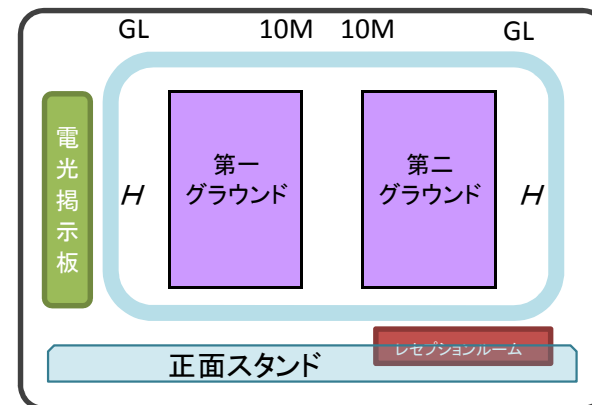 GL 10M 10M GL
電光掲示板
H
第一
グラウンド
第二
グラウンド
H
レセプションルーム
正面スタンド